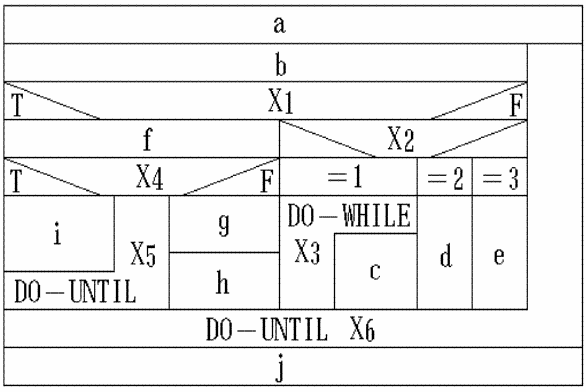 a
b
T X1 F
f X2
T X4 F =1 =2 =3
i X5 g DO-WHILE X3 d e
DO-UNTIL h c
DO-UNTIL X6
j